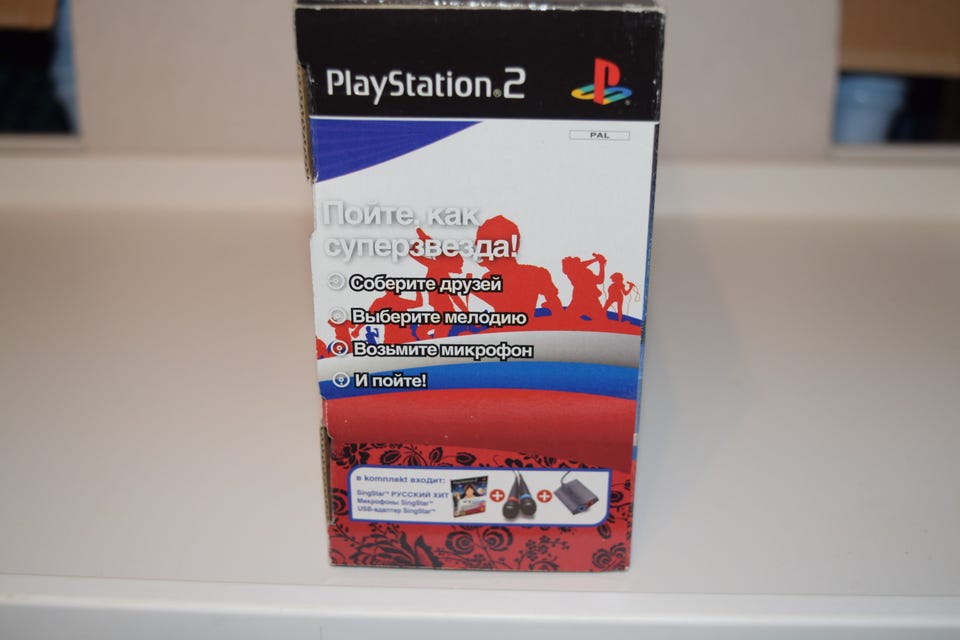 PlayStation®2
PAL
Пойте, как
суперзвезда!
Соберите друзей
Выберите мелодию
Возьмите микрофон
И пойте!
в комплект входит:
SingStar™ РУССКИЙ ХИТ
Микрофоны SingStar™
USB-адаптер SingStar™